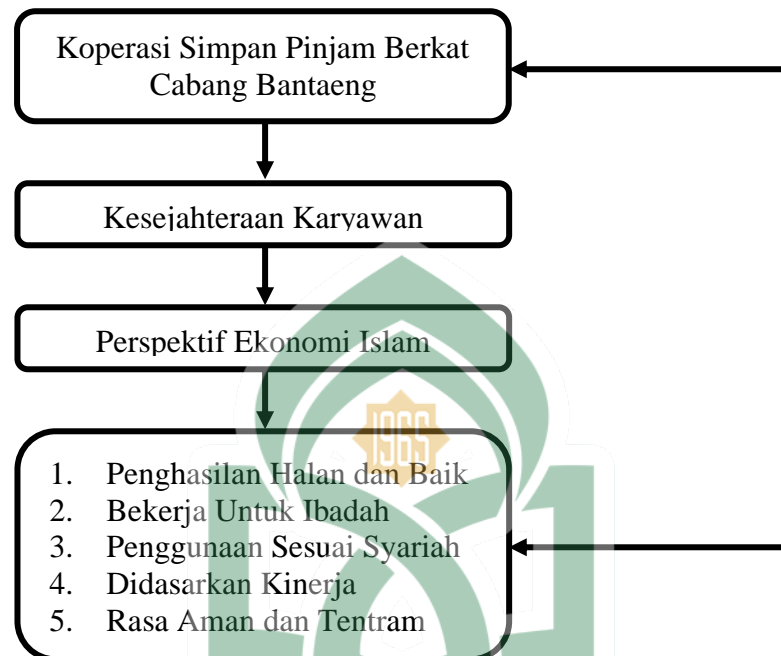 Koperasi Simpan Pinjam Berkat
Cabang Bantaeng
Kesejahteraan Karyawan
Perspektif Ekonomi Islam
1965
1. Penghasilan Halan dan Baik
2. Bekerja Untuk Ibadah
3. Penggunaan Sesuai Syariah
4. Didasarkan Kinerja
5. Rasa Aman dan Tentram